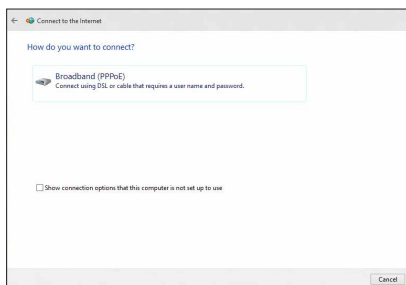 Connect to the Internet
How do you want to connect?
Broadband (PPPoE)
Connect using DSL or cable that requires a user name and password.
Show connection options that this computer is not set up to use
Cancel